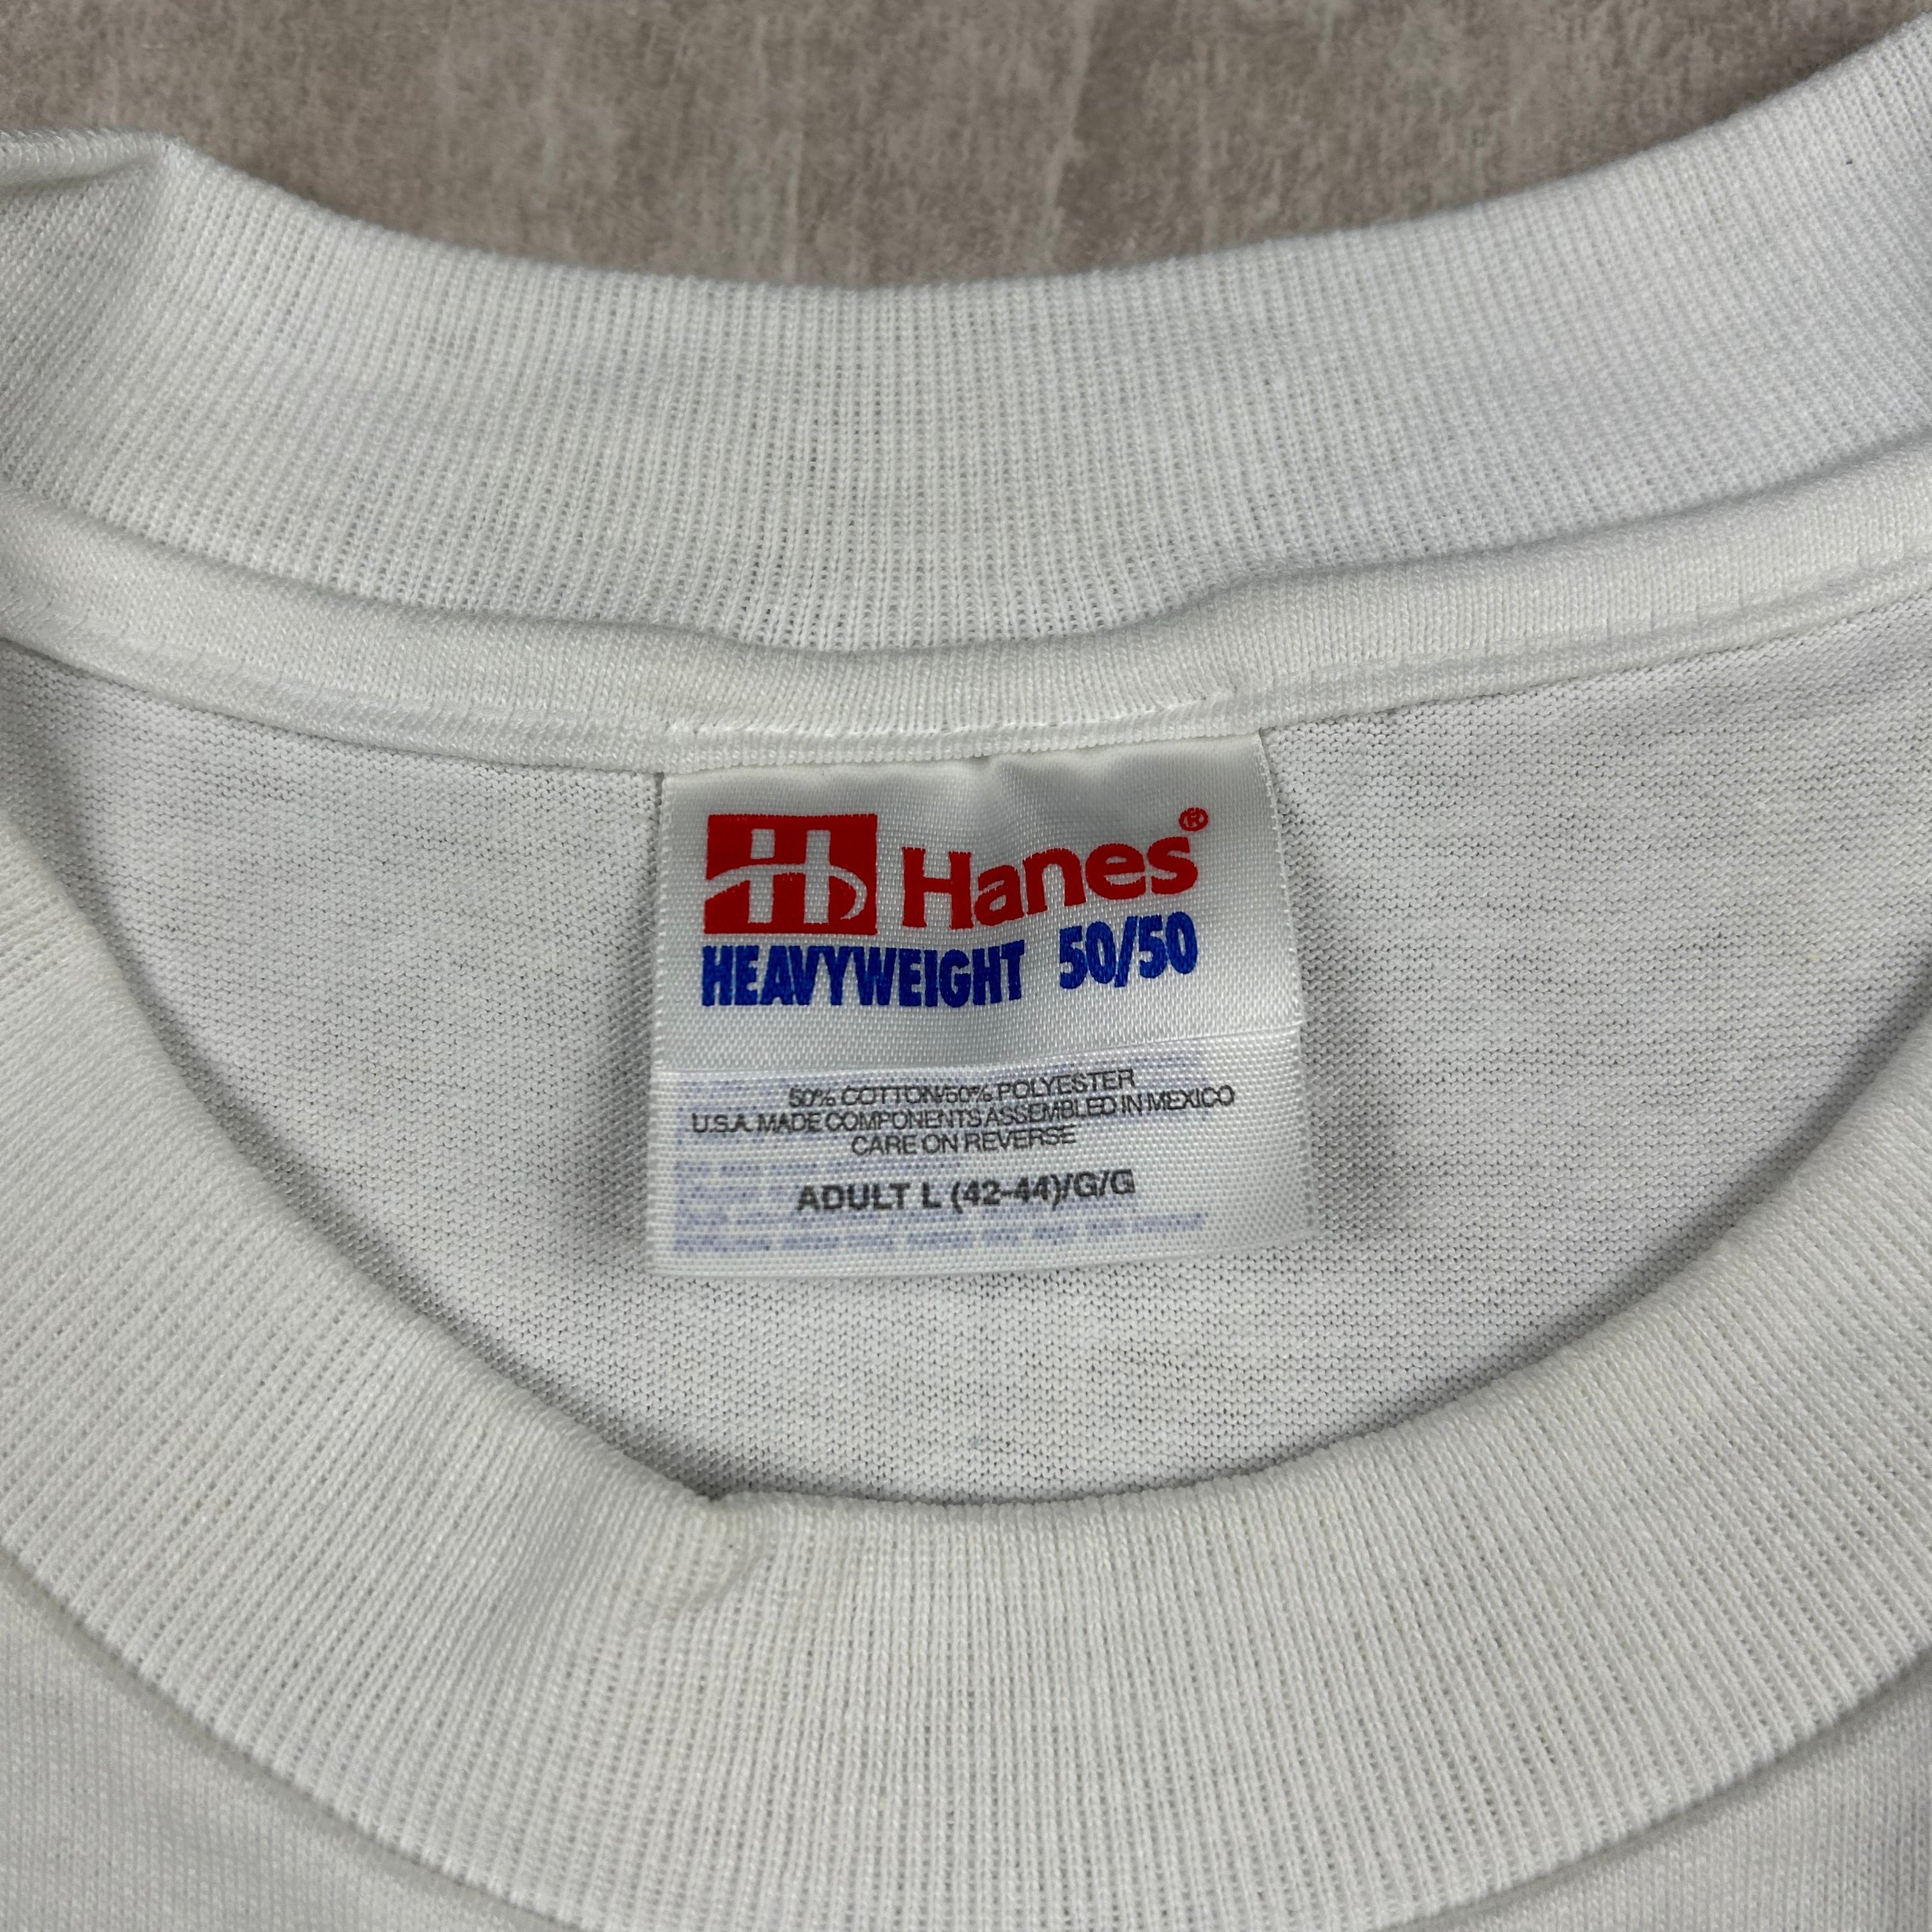 H Hanes®
HEAVYWEIGHT 50/50
50% COTTON/50% POLYESTER
U.S.A. MADE COMPONENTS ASSEMBLED IN MEXICO
CARE ON REVERSE
ADULT L (42-44)/G/G